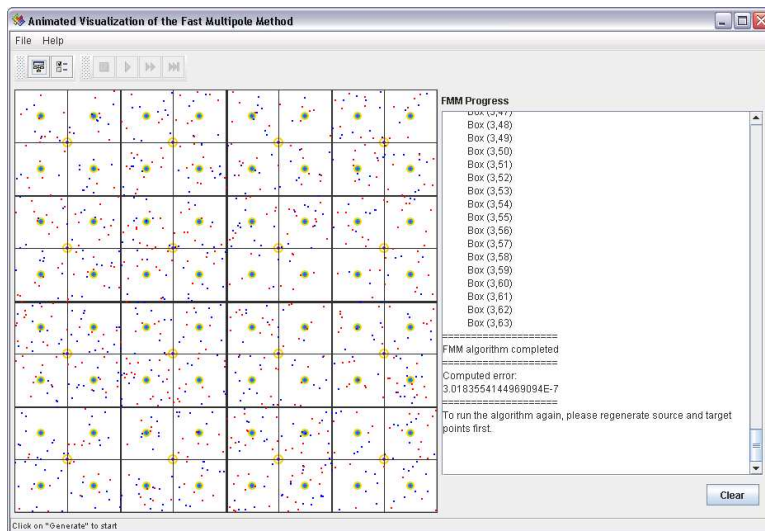 Animated Visualization of the Fast Multipole Method
File Help
FMM Progress
Box (3,47)
Box (3,48)
Box (3,49)
Box (3,50)
Box (3,51)
Box (3,52)
Box (3,53)
Box (3,54)
Box (3,55)
Box (3,56)
Box (3,57)
Box (3,58)
Box (3,59)
Box (3,60)
Box (3,61)
Box (3,62)
Box (3,63)
====================
FMM algorithm completed
====================
Computed error:
3.0183554144969094E-7
====================
To run the algorithm again, please regenerate source and target
points first.
Clear
Click on "Generate" to start